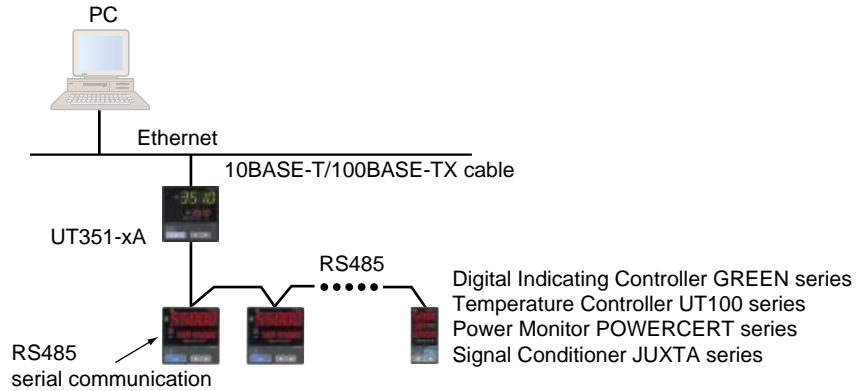 PC
Ethernet
10BASE-T/100BASE-TX cable
UT351-xA
RS485
Digital Indicating Controller GREEN series
Temperature Controller UT100 series
Power Monitor POWERCERT series
Signal Conditioner JUXTA series
RS485
serial communication